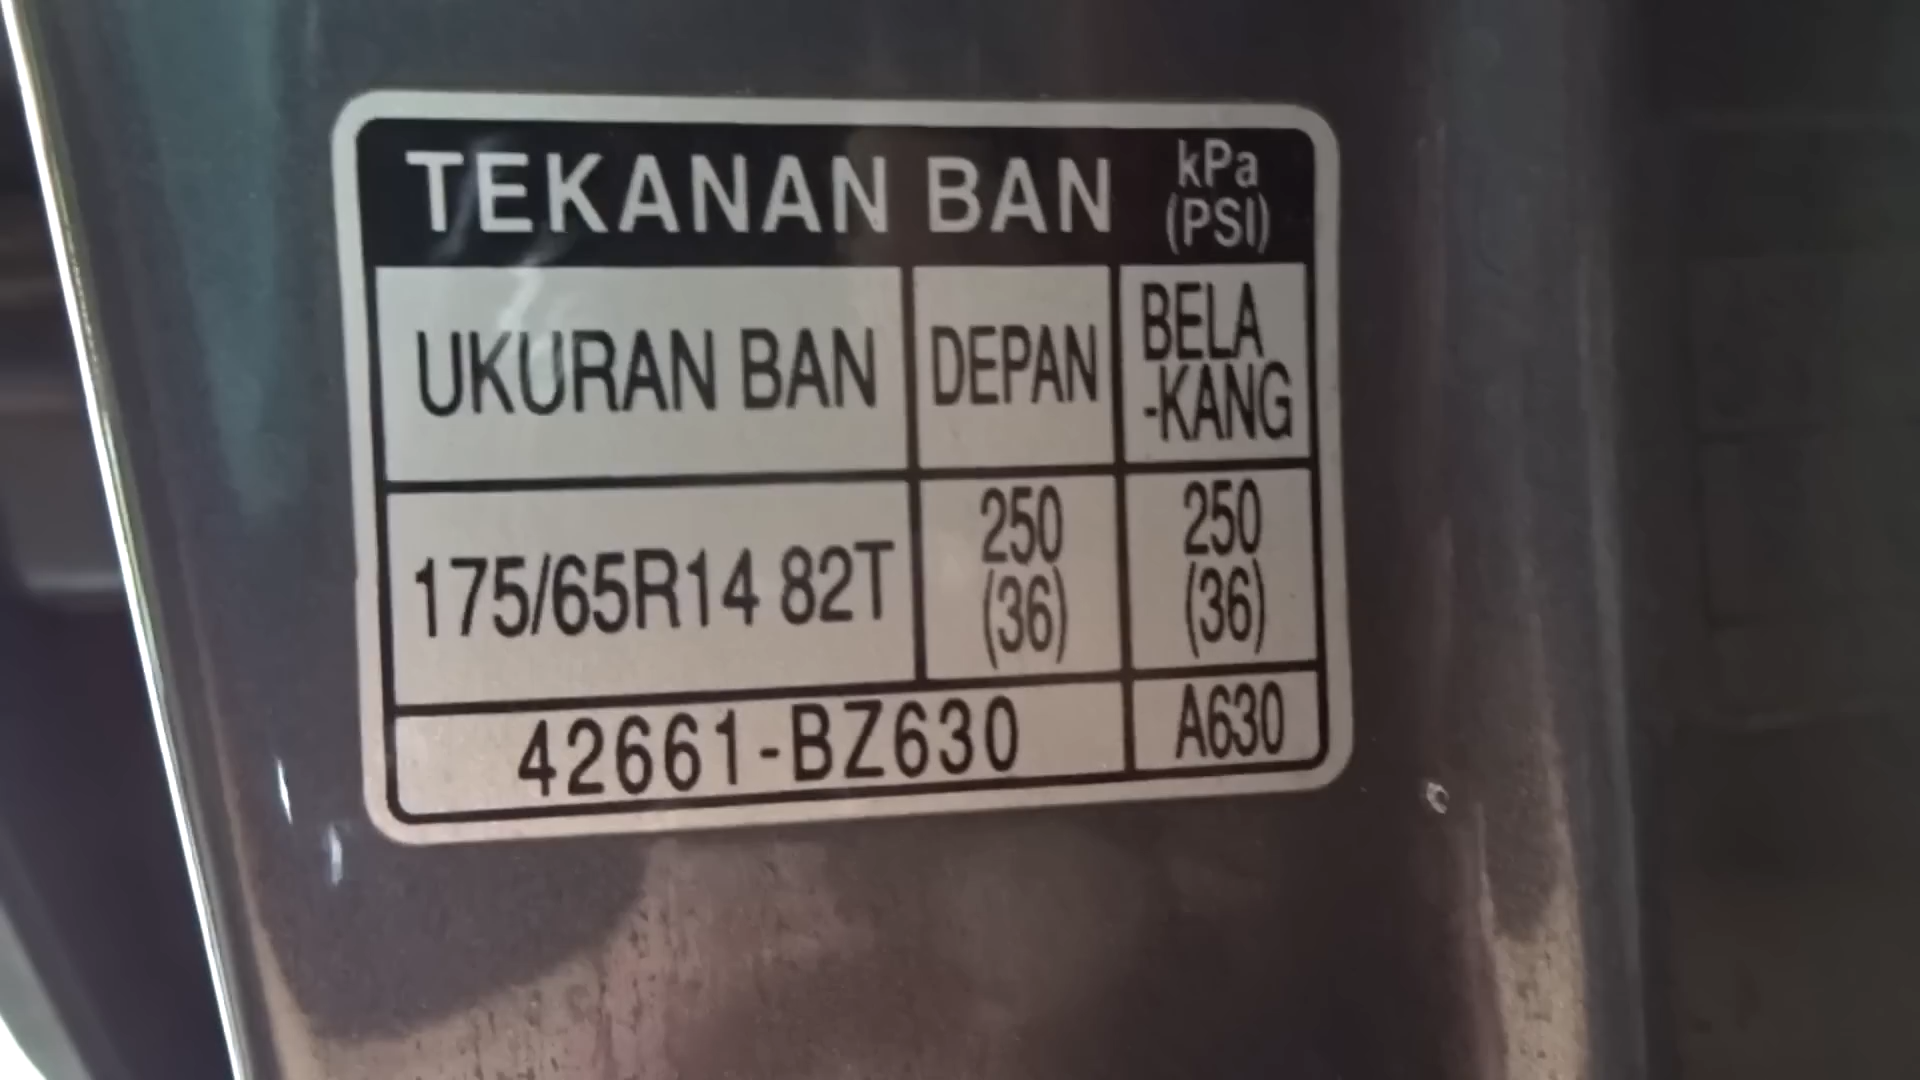 TEKANAN BAN kPa
(PSI)
UKURAN BAN DEPAN BELA
-KANG
175/65R14 82T 250 250
(36) (36)
42661-BZ630 A630